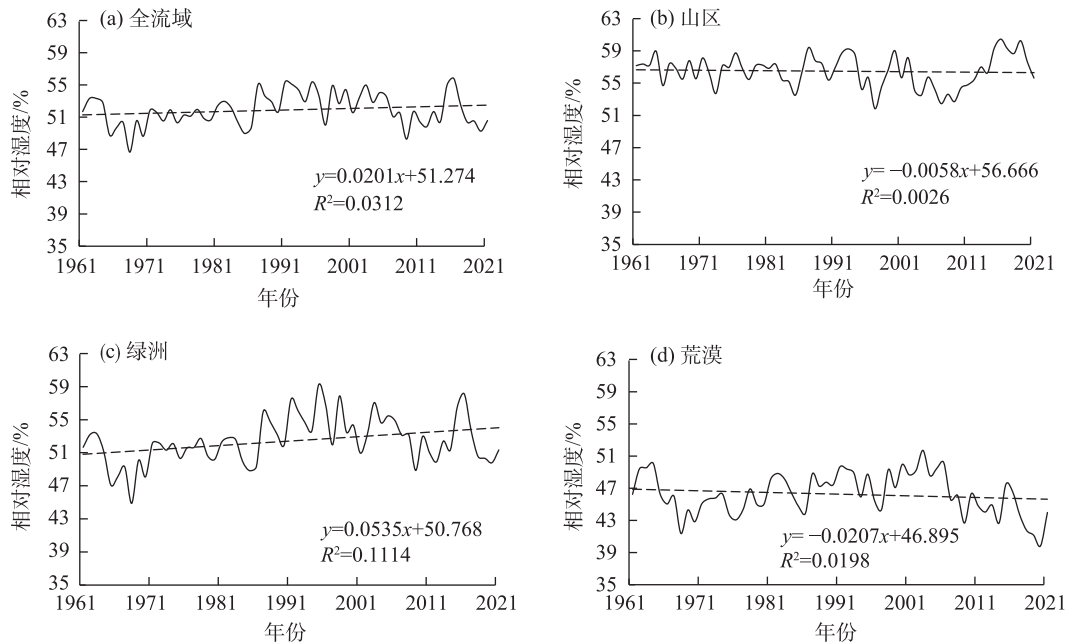 (a) 全流域
63
59
55
51
47
43
39
35
相对湿度/%
y=0.0201x+51.274
R²=0.0312
1961 1971 1981 1991 2001 2011 2021
年份
(b) 山区
63
59
55
51
47
43
39
35
相对湿度/%
y= −0.0058x+56.666
R²=0.0026
1961 1971 1981 1991 2001 2011 2021
年份
(c) 绿洲
63
59
55
51
47
43
39
35
相对湿度/%
y=0.0535x+50.768
R²=0.1114
1961 1971 1981 1991 2001 2011 2021
年份
(d) 荒漠
63
59
55
51
47
43
39
35
相对湿度/%
y= −0.0207x+46.895
R²=0.0198
1961 1971 1981 1991 2001 2011 2021
年份